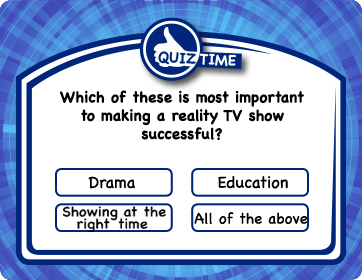 QUIZ TIME
Which of these is most important
to making a reality TV show
successful?
Drama
Education
Showing at the
right time
All of the above